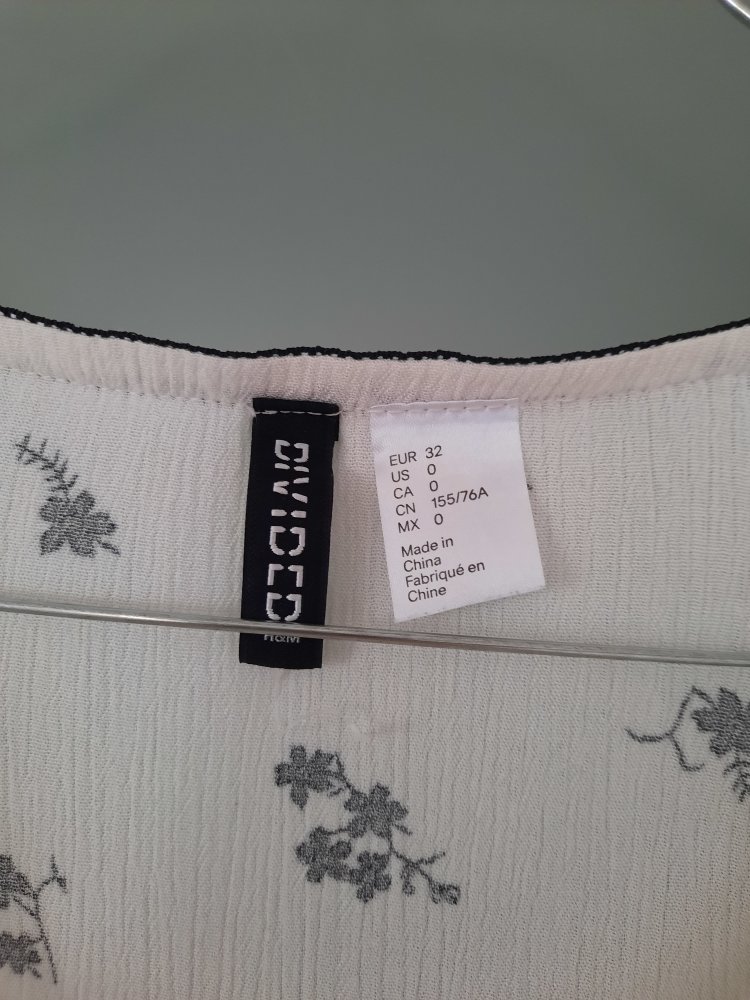 DIVIDED
H&M
EUR 32
US 0
CA 0
CN 155/76A
MX 0
Made in
China
Fabriqué en
Chine